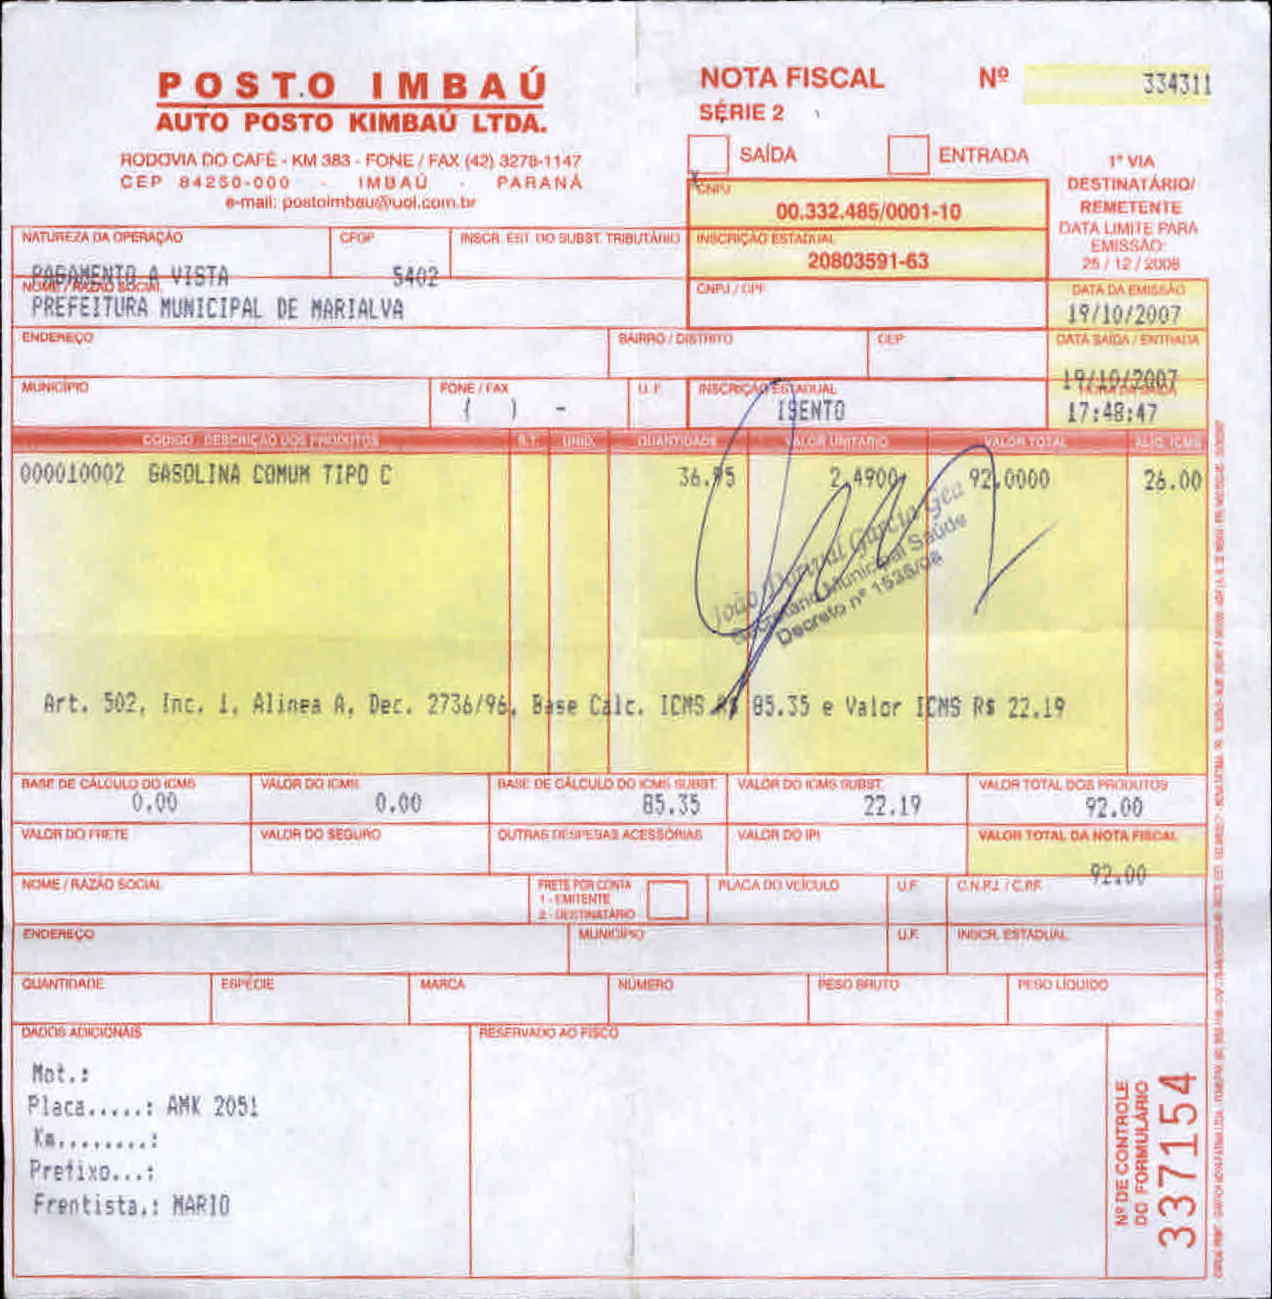 POSTO IMBAÚ
AUTO POSTO KIMBAÚ LTDA.
RODOVIA DO CAFÉ - KM 383 - FONE / FAX (42) 3278-1147
CEP 84250-000 - IMBAÚ - PARANÁ
e-mail: postoimbau@uol.com.br
NOTA FISCAL Nº 334311
SÉRIE 2
SAÍDA ENTRADA
1ª VIA
DESTINATÁRIO/
REMETENTE
DATA LIMITE PARA
EMISSÃO:
25 / 12 / 2008
CNPJ
00.332.485/0001-10
INSCRIÇÃO ESTADUAL
20803591-63
NATUREZA DA OPERAÇÃO CFOP INSCR. EST. DO SUBST. TRIBUTÁRIO
PAGAMENTO A VISTA 5402
NOME / RAZÃO SOCIAL CNPJ / CPF DATA DA EMISSÃO
PREFEITURA MUNICIPAL DE MARIALVA 19/10/2007
ENDEREÇO BAIRRO / DISTRITO CEP DATA SAÍDA / ENTRADA
19/10/2007
MUNICÍPIO FONE / FAX U.F. INSCRIÇÃO ESTADUAL
( ) - ISENTO 17:48:47
CÓDIGO DESCRIÇÃO DOS PRODUTOS S.T. UNID. QUANTIDADE VALOR UNITÁRIO VALOR TOTAL ALÍQ. ICMS
000010002 GASOLINA COMUM TIPO C 36.95 2.4900 92.0000 26.00
João Dorival Garcia Gea
Secretário Municipal Saúde
Decreto nº 1535/08
Art. 502, Inc. 1, Alinea A, Dec. 2736/96, Base Calc. ICMS R$ 85.35 e Valor ICMS R$ 22.19
BASE DE CÁLCULO DO ICMS VALOR DO ICMS BASE DE CÁLCULO DO ICMS SUBST. VALOR DO ICMS SUBST. VALOR TOTAL DOS PRODUTOS
0.00 0.00 85.35 22.19 92.00
VALOR DO FRETE VALOR DO SEGURO OUTRAS DESPESAS ACESSÓRIAS VALOR DO IPI VALOR TOTAL DA NOTA FISCAL
92.00
NOME / RAZÃO SOCIAL FRETE POR CONTA PLACA DO VEÍCULO U.F. C.N.P.J. / C.P.F.
1 - EMITENTE
2 - DESTINATÁRIO
ENDEREÇO MUNICÍPIO U.F. INSCR. ESTADUAL
QUANTIDADE ESPÉCIE MARCA NÚMERO PESO BRUTO PESO LÍQUIDO
DADOS ADICIONAIS RESERVADO AO FISCO
Mot.:
Placa.....: AMK 2051
Km........:
Prefixo...:
Frentista.: MARIO
Nº DE CONTROLE
DO FORMULÁRIO
337154